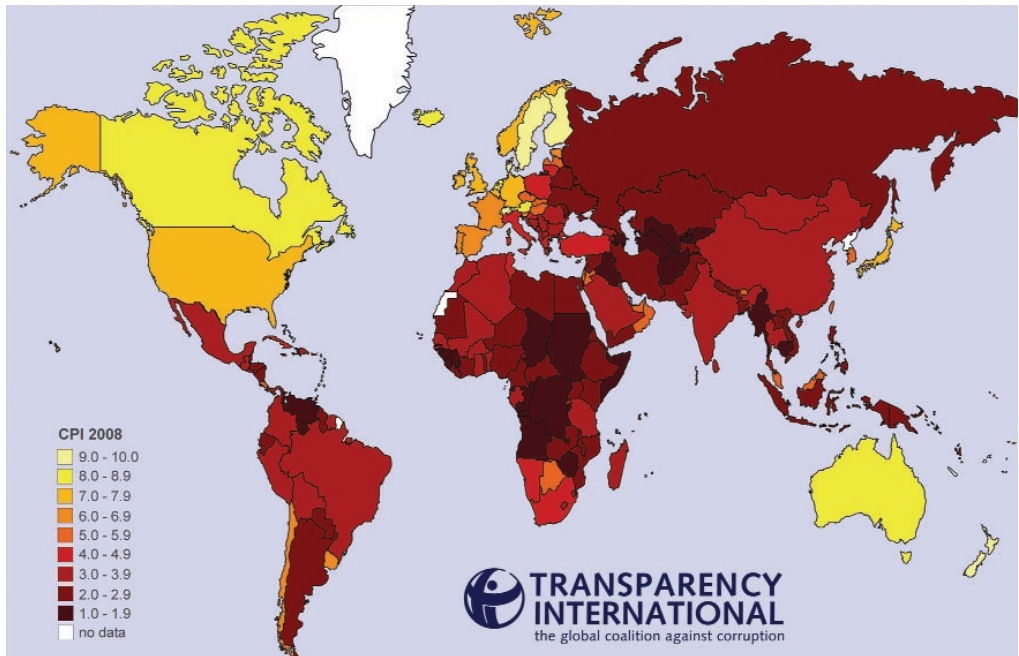 CPI 2008
9.0 - 10.0
8.0 - 8.9
7.0 - 7.9
6.0 - 6.9
5.0 - 5.9
4.0 - 4.9
3.0 - 3.9
2.0 - 2.9
1.0 - 1.9
no data
TRANSPARENCY
INTERNATIONAL
the global coalition against corruption